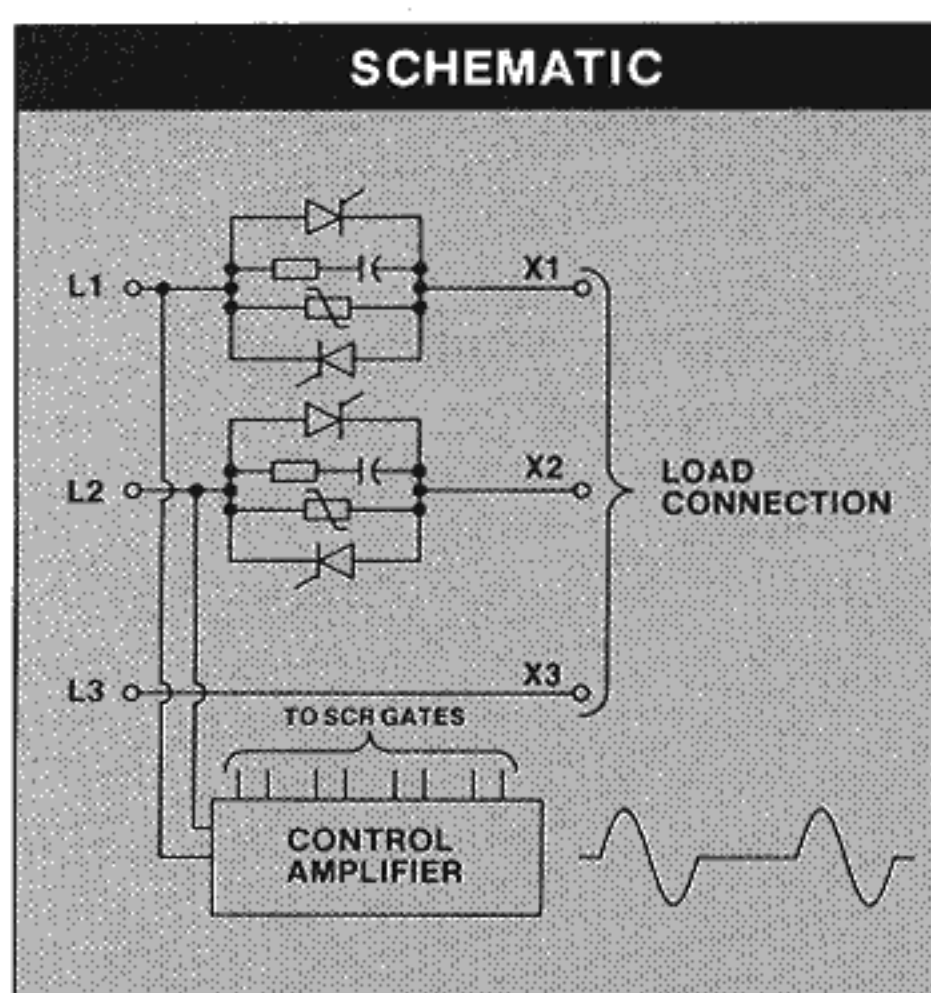 SCHEMATIC
L1
X1
L2
X2
LOAD
CONNECTION
L3
X3
TO SCR GATES
CONTROL
AMPLIFIER